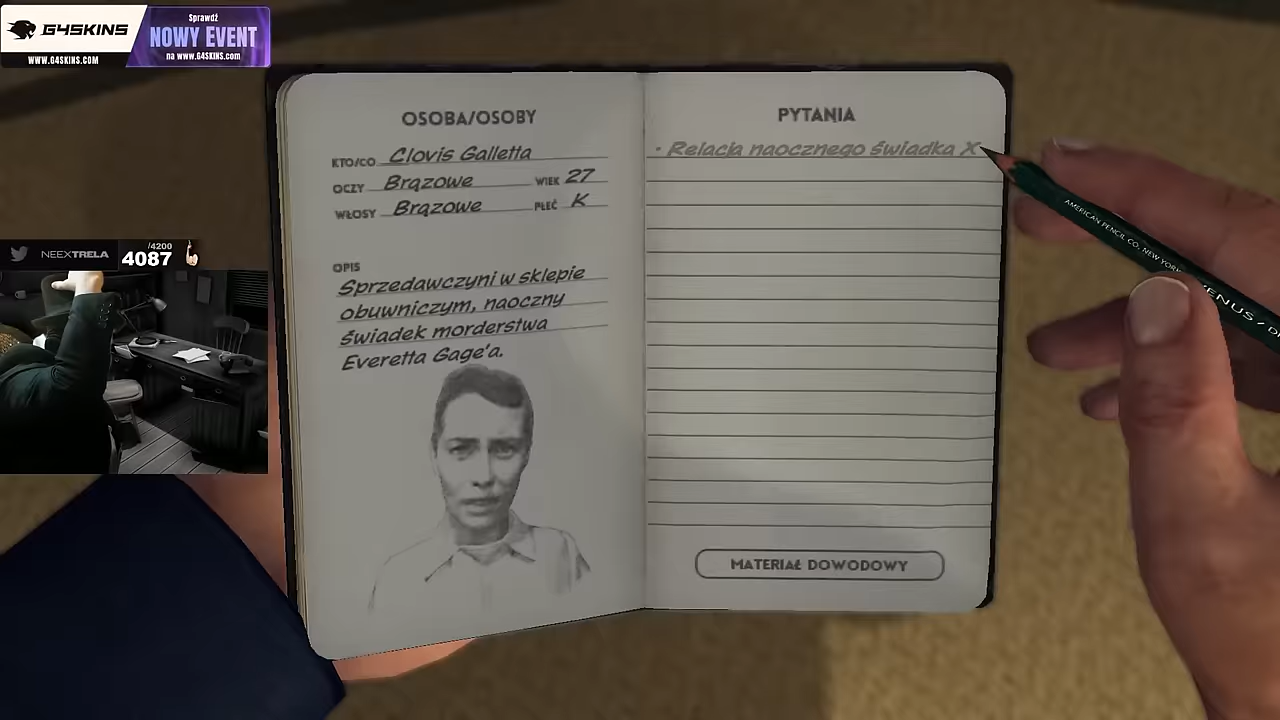 G4SKINS
WWW.G4SKINS.COM
Sprawdź
NOWY EVENT
na www.G4SKINS.com
NEEXTRELA
/4200
4087
OSOBA/OSOBY
KTO/CO Clovis Galletta
OCZY Brązowe WIEK 27
WŁOSY Brązowe PŁEĆ K
OPIS
Sprzedawczyni w sklepie
obuwniczym, naoczny
świadek morderstwa
Everetta Gage'a.
PYTANIA
· Relacja naocznego świadka X
MATERIAŁ DOWODOWY
AMERICAN PENCIL CO, NEW YORK